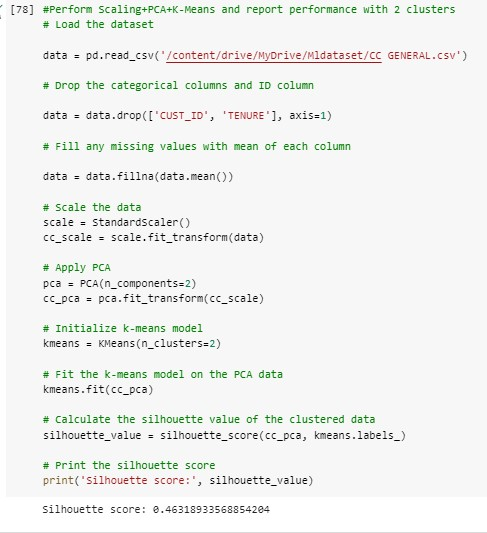 [78] #Perform Scaling+PCA+K-Means and report performance with 2 clusters
# Load the dataset
data = pd.read_csv('/content/drive/MyDrive/Mldataset/CC GENERAL.csv')
# Drop the categorical columns and ID column
data = data.drop(['CUST_ID', 'TENURE'], axis=1)
# Fill any missing values with mean of each column
data = data.fillna(data.mean())
# Scale the data
scale = StandardScaler()
cc_scale = scale.fit_transform(data)
# Apply PCA
pca = PCA(n_components=2)
cc_pca = pca.fit_transform(cc_scale)
# Initialize k-means model
kmeans = KMeans(n_clusters=2)
# Fit the k-means model on the PCA data
kmeans.fit(cc_pca)
# Calculate the silhouette value of the clustered data
silhouette_value = silhouette_score(cc_pca, kmeans.labels_)
# Print the silhouette score
print('Silhouette score:', silhouette_value)
Silhouette score: 0.46318933568854204